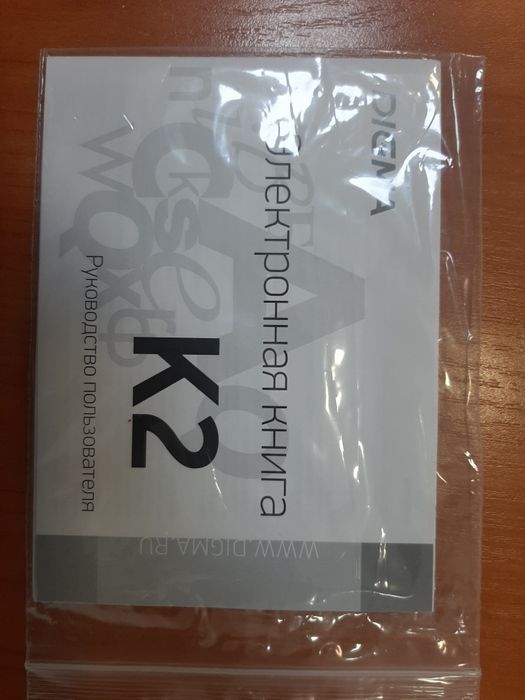 DIGMA
Электронная книга
K2
Руководство пользователя
WWW.DIGMA.RU